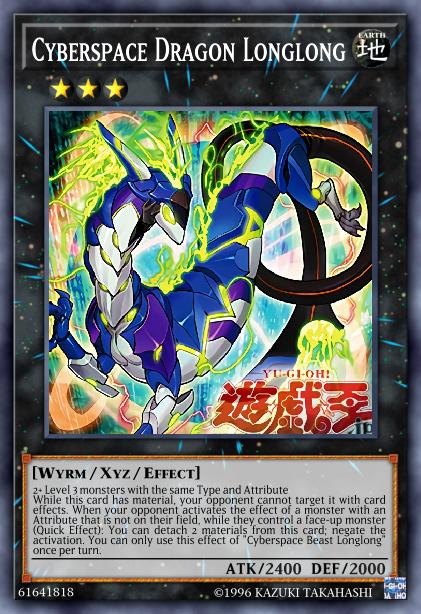 CYBERSPACE DRAGON LONGLONG
EARTH
地
YU-GI-OH!
遊戯王
[WYRM / XYZ / EFFECT]
2+ Level 3 monsters with the same Type and Attribute
While this card has material, your opponent cannot target it with card
effects. When your opponent activates the effect of a monster with an
Attribute that is not on their field, while they control a face-up monster
(Quick Effect): You can detach 2 materials from this card; negate the
activation. You can only use this effect of "Cyberspace Beast Longlong"
once per turn.
ATK/2400 DEF/2000
61641818
©1996 KAZUKI TAKAHASHI